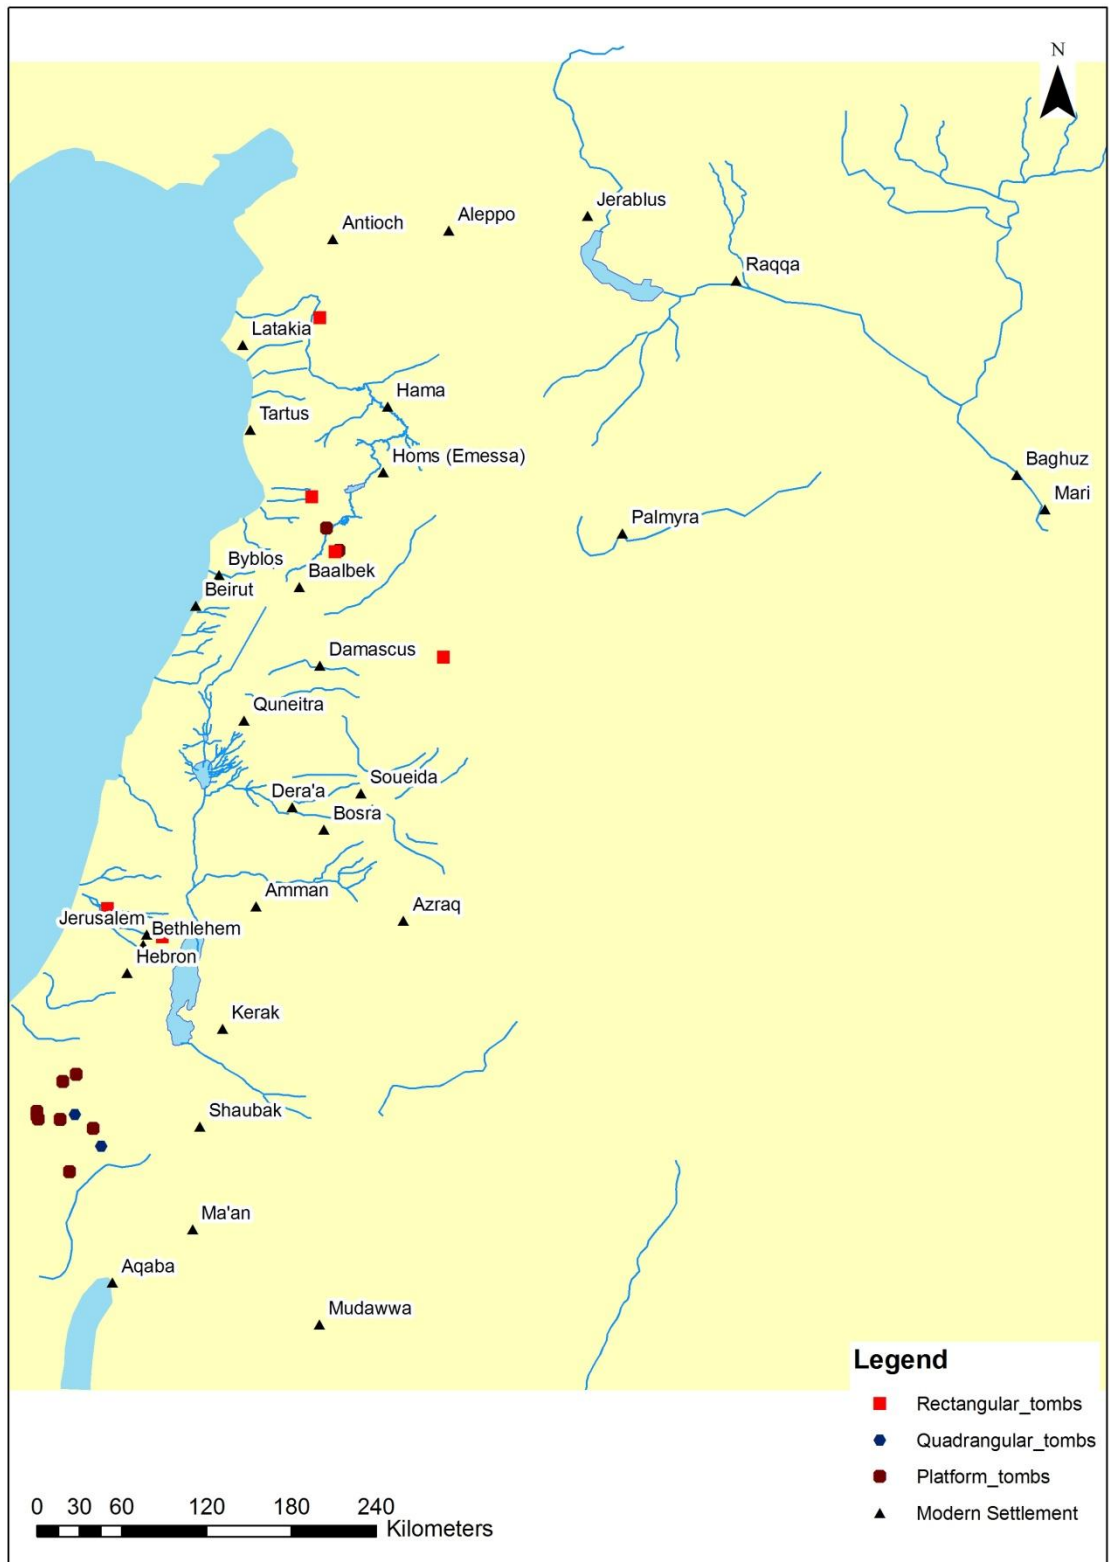 N
Jerablus
Aleppo
Antioch
Raqqa
Latakia
Hama
Tartus
Homs (Emessa)
Baghuz
Mari
Palmyra
Byblos
Baalbek
Beirut
Damascus
Quneitra
Soueida
Dera'a
Bosra
Amman
Azraq
Jerusalem
Bethlehem
Hebron
Kerak
Shaubak
Ma'an
Aqaba
Mudawwa
Legend
Rectangular_tombs
Quadrangular_tombs
Platform_tombs
Modern Settlement
0 30 60 120 180 240
Kilometers